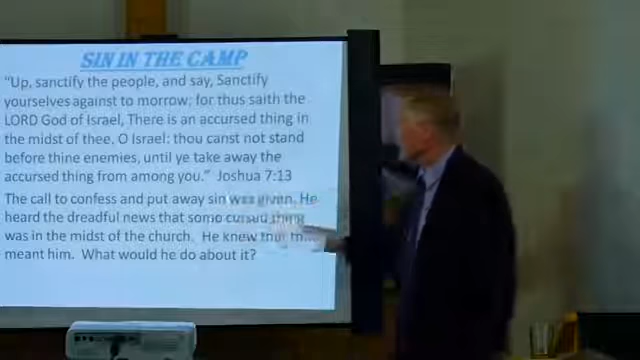 SIN IN THE CAMP
"Up, sanctify the people, and say, Sanctify
yourselves against to morrow: for thus saith the
LORD God of Israel, There is an accursed thing in
the midst of thee, O Israel: thou canst not stand
before thine enemies, until ye take away the
accursed thing from among you."  Joshua 7:13
The call to confess and put away sin was given. He
heard the dreadful news that some cursed thing
was in the midst of the church.  He knew that
meant him.  What would he do about it?